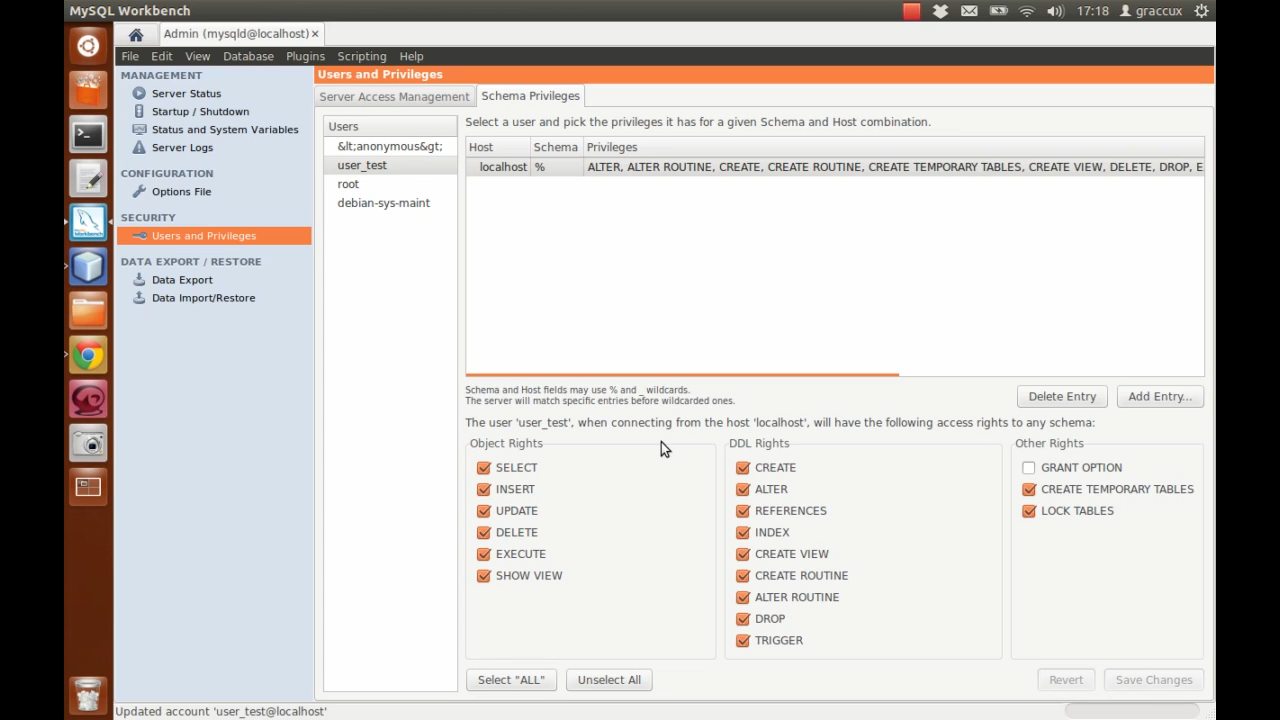 MySQL Workbench
17:18 graccux
Admin (mysqld@localhost) ×
File Edit View Database Plugins Scripting Help
MANAGEMENT
Server Status
Startup / Shutdown
Status and System Variables
Server Logs
CONFIGURATION
Options File
SECURITY
Users and Privileges
DATA EXPORT / RESTORE
Data Export
Data Import/Restore
Users and Privileges
Server Access Management Schema Privileges
Users
&lt;anonymous&gt;
user_test
root
debian-sys-maint
Select a user and pick the privileges it has for a given Schema and Host combination.
Host Schema Privileges
localhost % ALTER, ALTER ROUTINE, CREATE, CREATE ROUTINE, CREATE TEMPORARY TABLES, CREATE VIEW, DELETE, DROP, E
Schema and Host fields may use % and _ wildcards.
The server will match specific entries before wildcarded ones.
Delete Entry Add Entry...
The user 'user_test', when connecting from the host 'localhost', will have the following access rights to any schema:
Object Rights
SELECT
INSERT
UPDATE
DELETE
EXECUTE
SHOW VIEW
DDL Rights
CREATE
ALTER
REFERENCES
INDEX
CREATE VIEW
CREATE ROUTINE
ALTER ROUTINE
DROP
TRIGGER
Other Rights
GRANT OPTION
CREATE TEMPORARY TABLES
LOCK TABLES
Select "ALL" Unselect All Revert Save Changes
Updated account 'user_test@localhost'